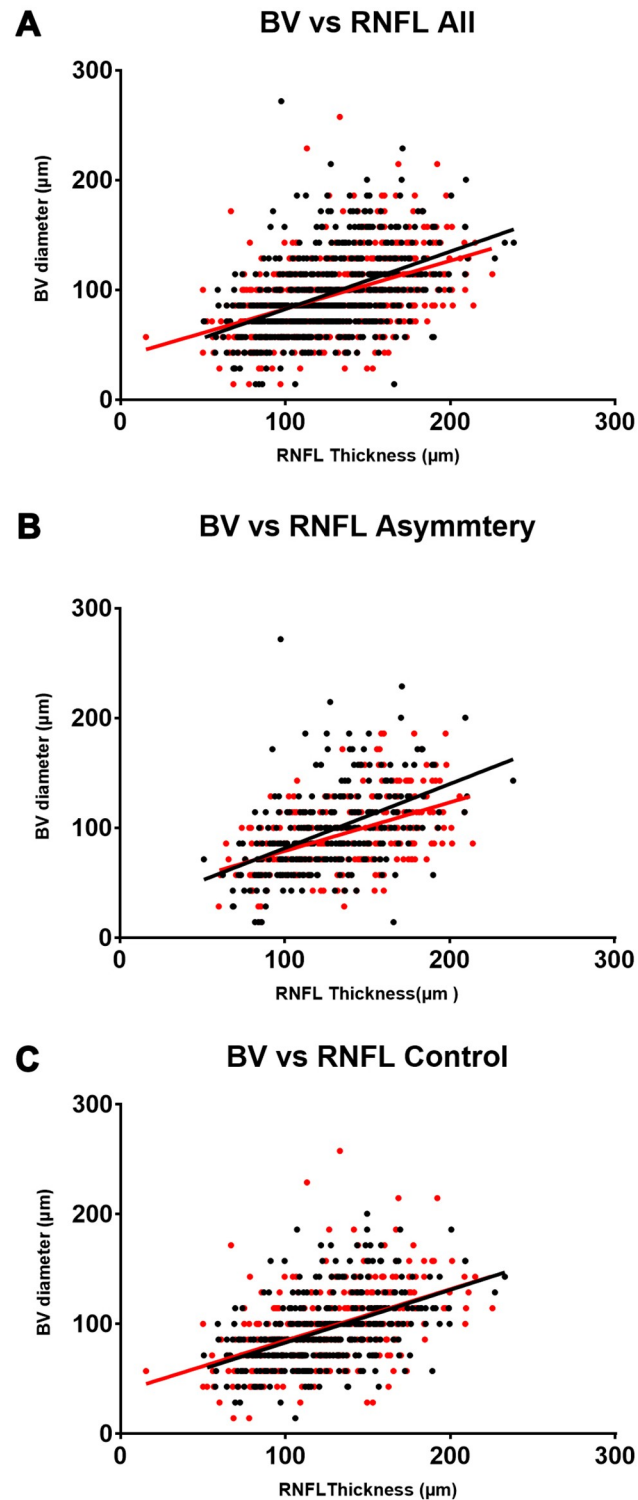 A
BV vs RNFL All
300
200
100
0
BV diameter (µm)
0 100 200 300
RNFL Thickness (µm)
B
BV vs RNFL Asymmtery
300
200
100
0
BV diameter (µm)
0 100 200 300
RNFL Thickness(µm )
C
BV vs RNFL Control
300
200
100
0
BV diameter (µm)
0 100 200 300
RNFLThickness (µm)